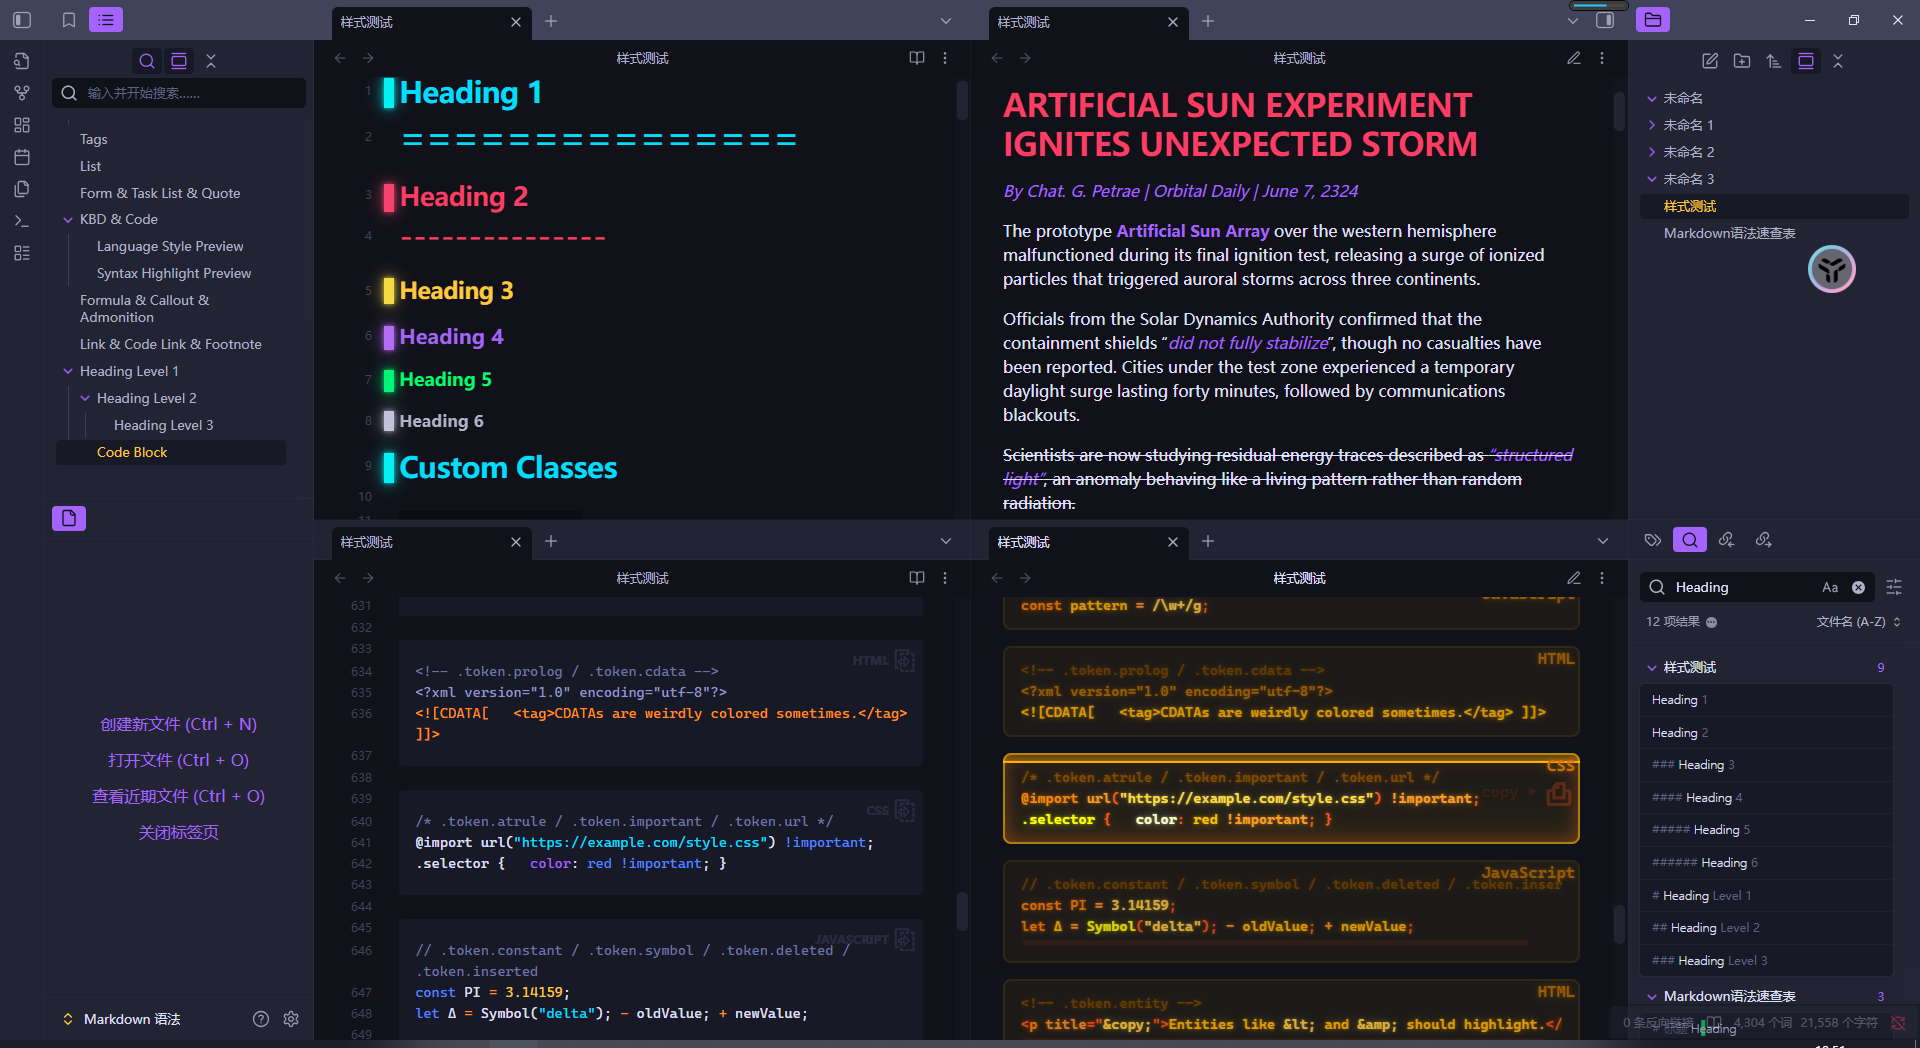 样式测试
样式测试
输入并开始搜索......
Tags
List
Form & Task List & Quote
KBD & Code
Language Style Preview
Syntax Highlight Preview
Formula & Callout &
Admonition
Link & Code Link & Footnote
Heading Level 1
Heading Level 2
Heading Level 3
Code Block
创建新文件 (Ctrl + N)
打开文件 (Ctrl + O)
查看近期文件 (Ctrl + O)
关闭标签页
Markdown 语法
样式测试
1 Heading 1
2 ===============
3 Heading 2
4 ---------------
5 Heading 3
6 Heading 4
7 Heading 5
8 Heading 6
9 Custom Classes
10
11
样式测试
ARTIFICIAL SUN EXPERIMENT
IGNITES UNEXPECTED STORM
By Chat. G. Petrae | Orbital Daily | June 7, 2324
The prototype Artificial Sun Array over the western hemisphere
malfunctioned during its final ignition test, releasing a surge of ionized
particles that triggered auroral storms across three continents.
Officials from the Solar Dynamics Authority confirmed that the
containment shields “did not fully stabilize”, though no casualties have
been reported. Cities under the test zone experienced a temporary
daylight surge lasting forty minutes, followed by communications
blackouts.
Scientists are now studying residual energy traces described as “structured
light”, an anomaly behaving like a living pattern rather than random
radiation.
样式测试
样式测试
631
632
633
HTML
634 <!-- .token.prolog / .token.cdata -->
635 <?xml version="1.0" encoding="utf-8"?>
636 <![CDATA[   <tag>CDATAs are weirdly colored sometimes.</tag>
]]>
637
638
639
CSS
640 /* .token.atrule / .token.important / .token.url */
641 @import url("https://example.com/style.css") !important;
642 .selector {   color: red !important; }
643
644
645
JAVASCRIPT
646 // .token.constant / .token.symbol / .token.deleted /
.token.inserted
647 const PI = 3.14159;
648 let Δ = Symbol("delta"); - oldValue; + newValue;
649
样式测试
样式测试
JavaScript
const pattern = /\w+/g;
HTML
<!-- .token.prolog / .token.cdata -->
<?xml version="1.0" encoding="utf-8"?>
<![CDATA[   <tag>CDATAs are weirdly colored sometimes.</tag> ]]>
CSS
/* .token.atrule / .token.important / .token.url */
copy
@import url("https://example.com/style.css") !important;
.selector {   color: red !important; }
JavaScript
// .token.constant / .token.symbol / .token.deleted / .token.inser
const PI = 3.14159;
let Δ = Symbol("delta"); - oldValue; + newValue;
HTML
<!-- .token.entity -->
<p title="&copy;">Entities like &lt; and &amp; should highlight.</
未命名
未命名 1
未命名 2
未命名 3
样式测试
Markdown语法速查表
Heading
Aa
12 项结果
文件名 (A-Z)
样式测试 9
Heading 1
Heading 2
### Heading 3
#### Heading 4
##### Heading 5
###### Heading 6
# Heading Level 1
## Heading Level 2
### Heading Level 3
Markdown语法速查表 3
0 条反向链接 4,304 个词 21,558 个字符
Heading